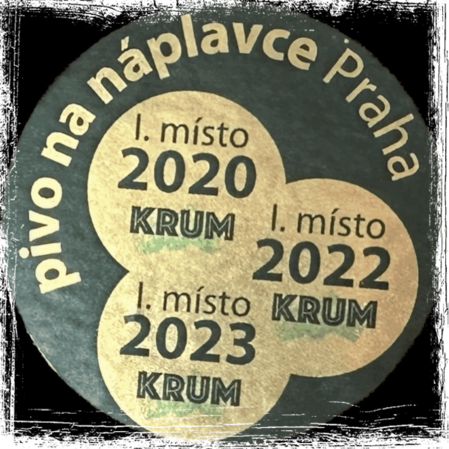 pivo na náplavce Praha
I. místo
2020
KRUM
I. místo
2022
KRUM
I. místo
2023
KRUM